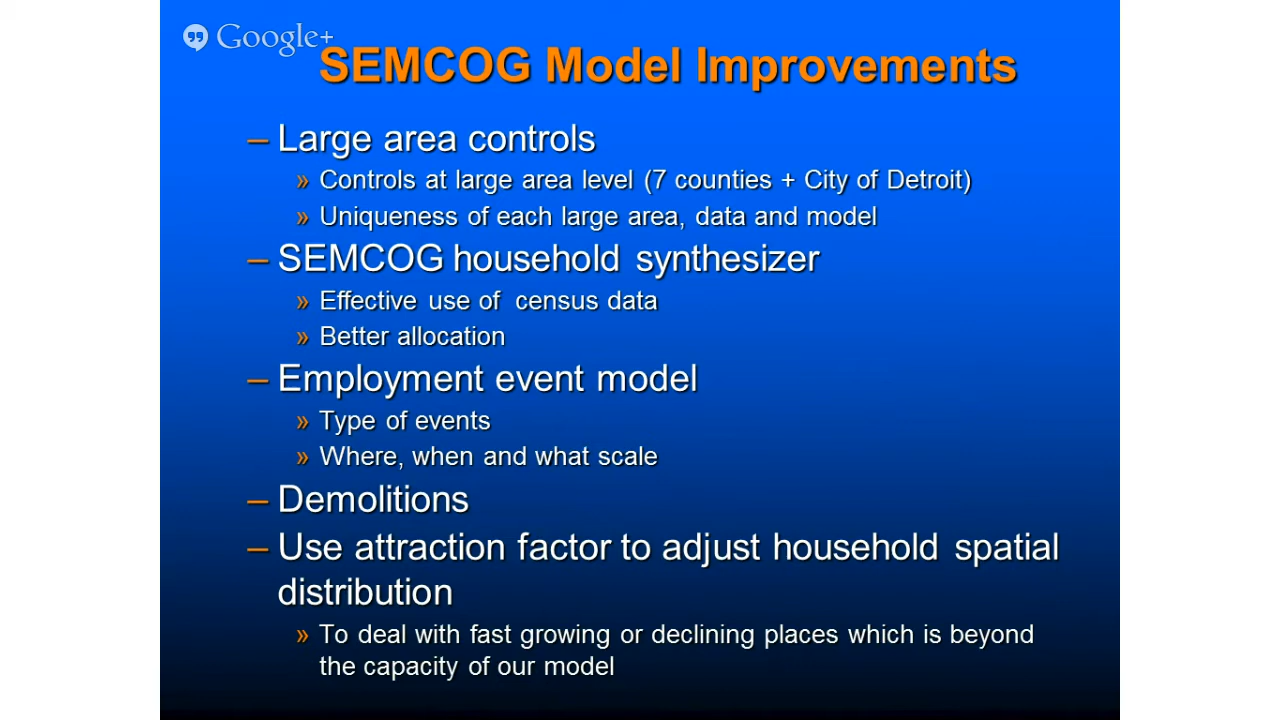 Google+
SEMCOG Model Improvements
– Large area controls
» Controls at large area level (7 counties + City of Detroit)
» Uniqueness of each large area, data and model
– SEMCOG household synthesizer
» Effective use of census data
» Better allocation
– Employment event model
» Type of events
» Where, when and what scale
– Demolitions
– Use attraction factor to adjust household spatial
distribution
» To deal with fast growing or declining places which is beyond
the capacity of our model